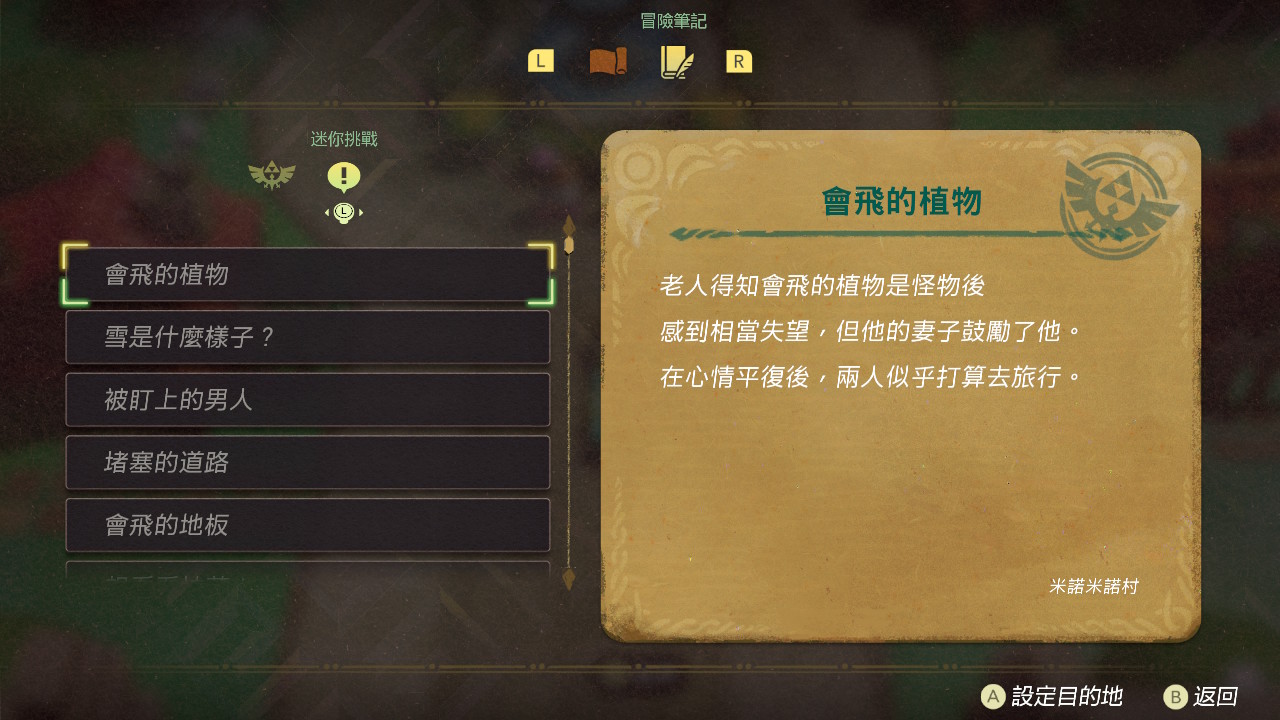 冒險筆記
L
R
迷你挑戰
!
L
會飛的植物
雪是什麼樣子？
被盯上的男人
堵塞的道路
會飛的地板
會飛的植物
老人得知會飛的植物是怪物後
感到相當失望，但他的妻子鼓勵了他。
在心情平復後，兩人似乎打算去旅行。
米諾米諾村
A 設定目的地
B 返回